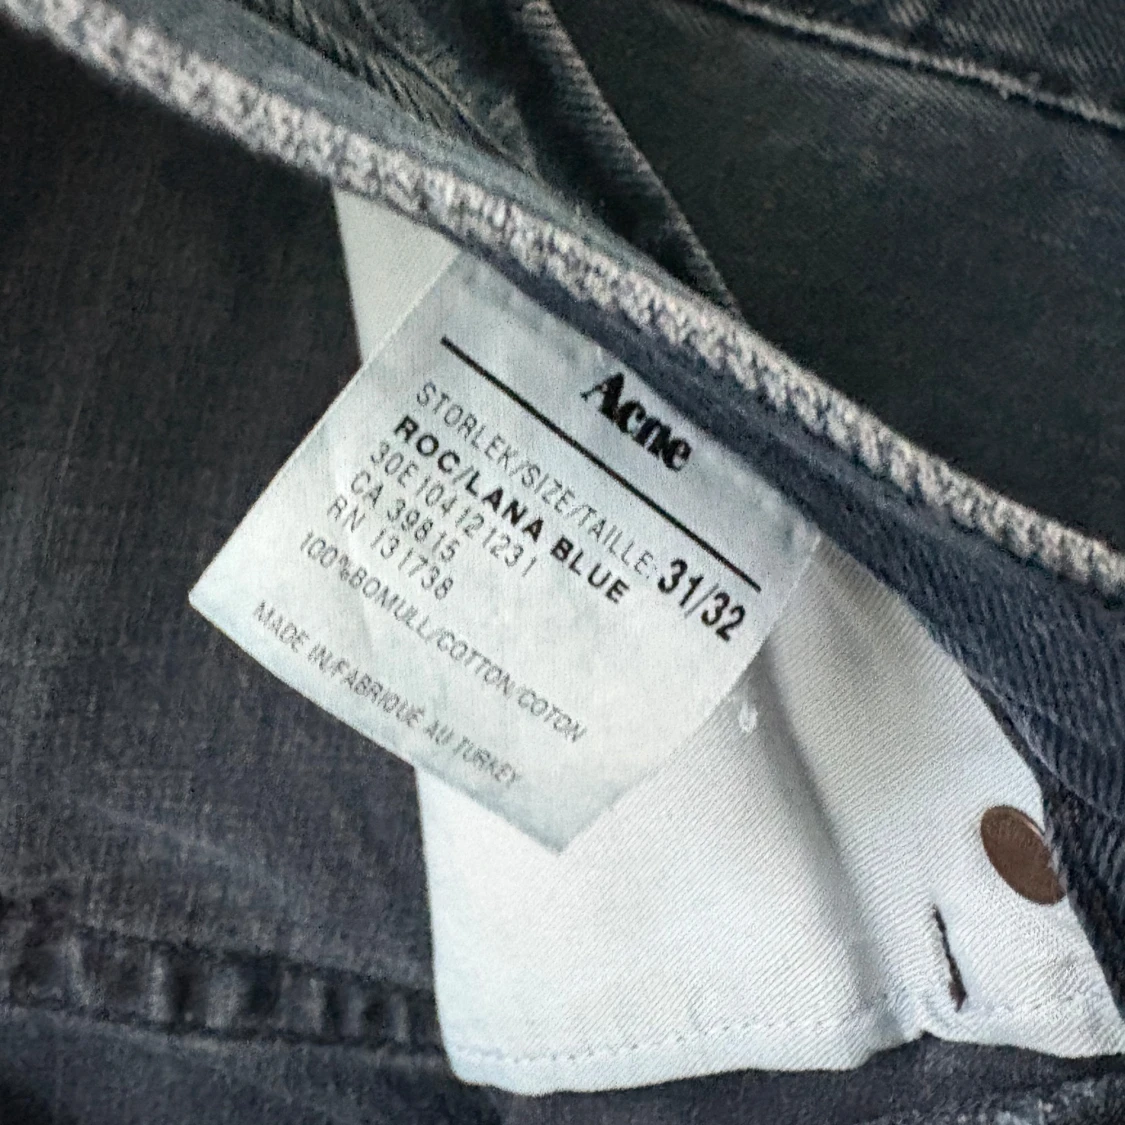 Acne
STORLEK/SIZE/TAILLE: 31/32
ROC/LANA BLUE
30E104121231
CA 39815
RN 131738
100%BOMULL/COTTON/COTON
MADE IN/FABRIQUÉ AU TURKEY